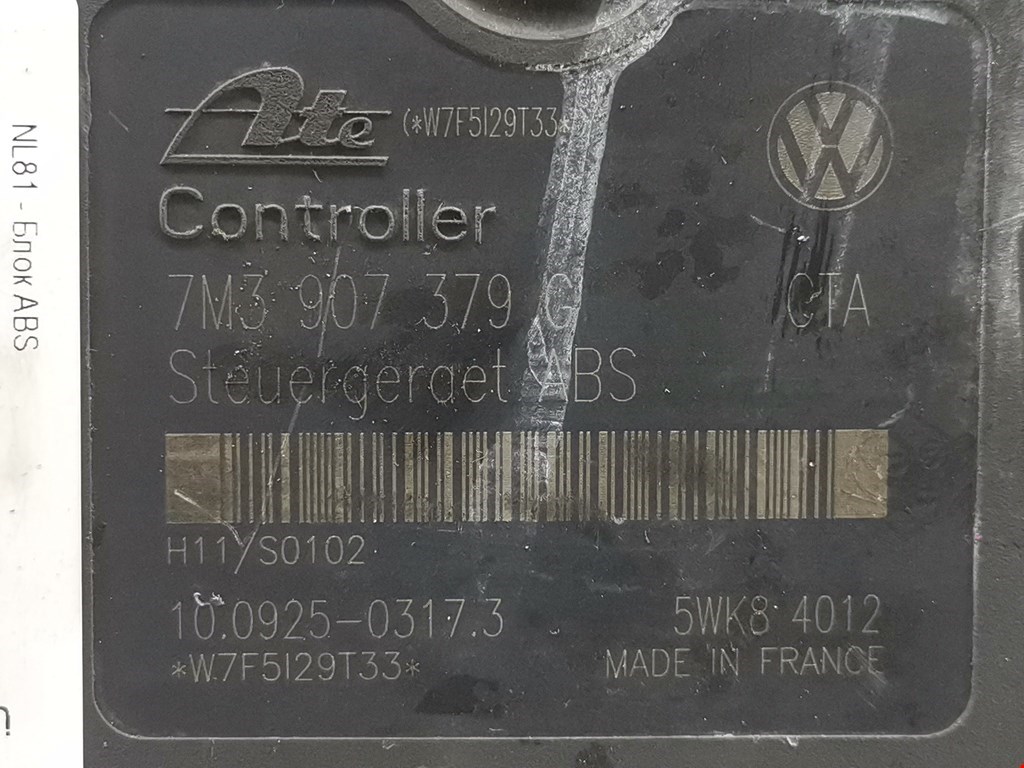 NL81 - Блок ABS
Ate (*W7F5I29T33*)
Controller
7M3 907 379 G CTA
Steuergeraet ABS
H11/S0102
10.0925-0317.3 5WK8 4012
*W7F5I29T33* MADE IN FRANCE